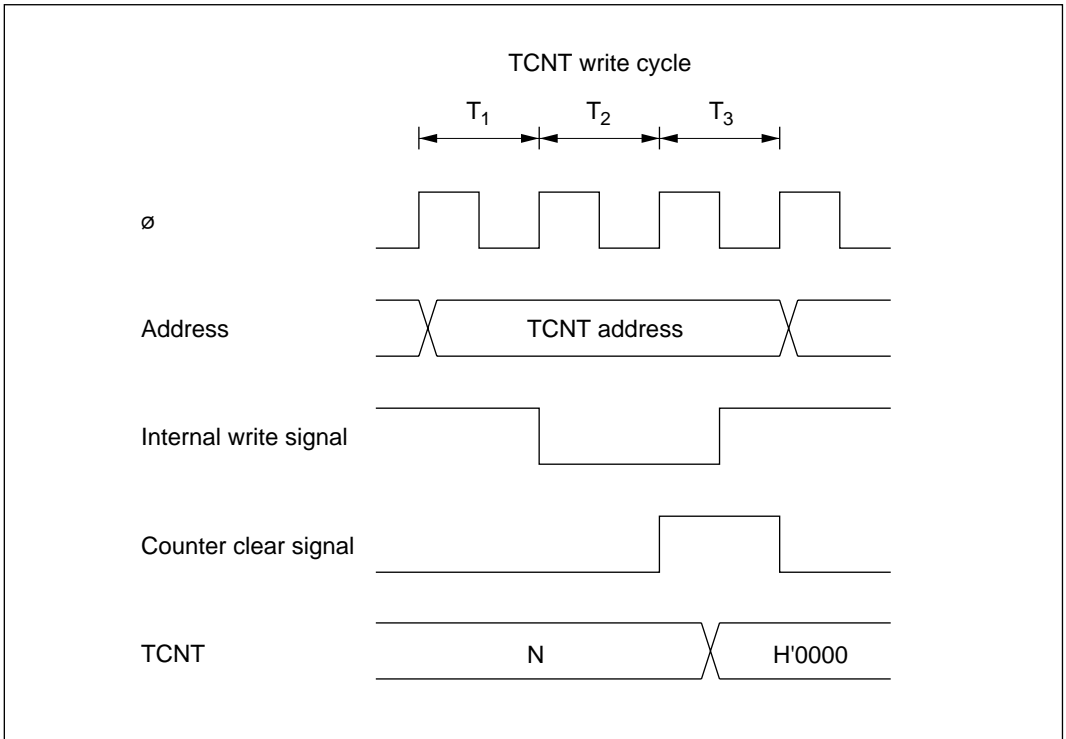 TCNT write cycle
T1 T2 T3
ø
Address
TCNT address
Internal write signal
Counter clear signal
TCNT
N
H'0000